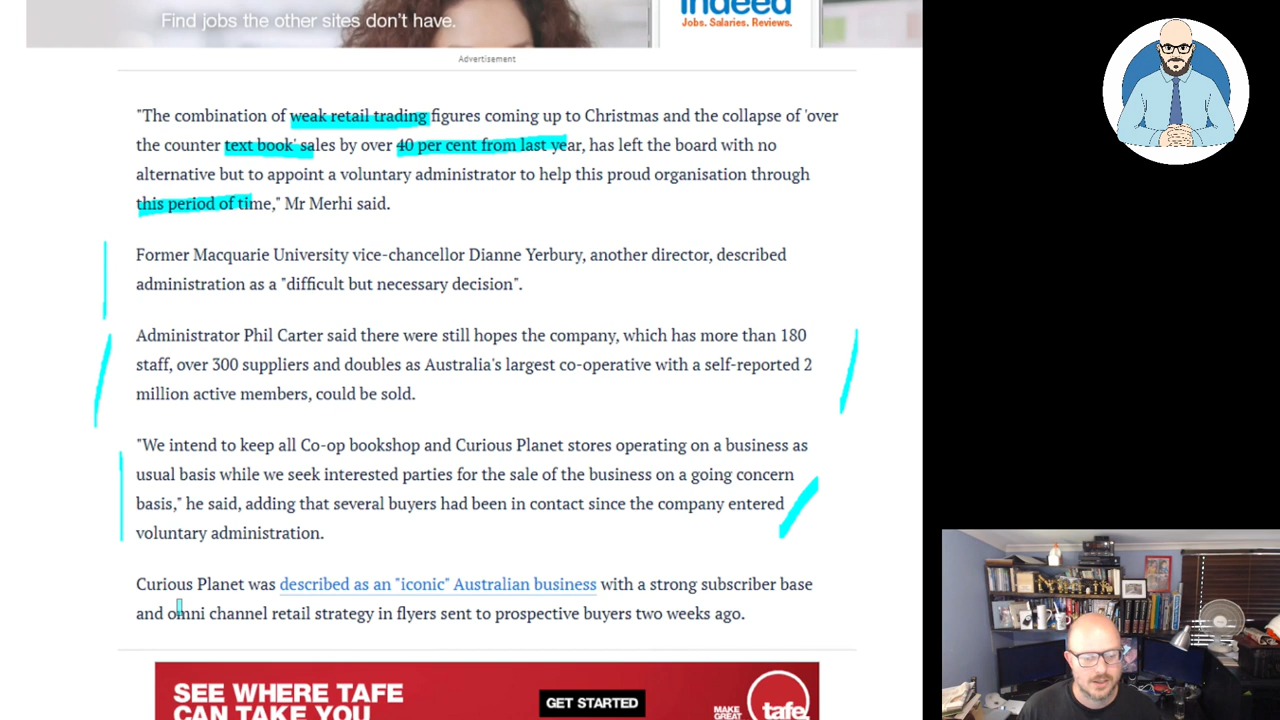 Find jobs the other sites don't have.
indeed
Jobs. Salaries. Reviews.
Advertisement
"The combination of weak retail trading figures coming up to Christmas and the collapse of 'over
the counter text book' sales by over 40 per cent from last year, has left the board with no
alternative but to appoint a voluntary administrator to help this proud organisation through
this period of time," Mr Merhi said.
Former Macquarie University vice-chancellor Dianne Yerbury, another director, described
administration as a "difficult but necessary decision".
Administrator Phil Carter said there were still hopes the company, which has more than 180
staff, over 300 suppliers and doubles as Australia's largest co-operative with a self-reported 2
million active members, could be sold.
"We intend to keep all Co-op bookshop and Curious Planet stores operating on a business as
usual basis while we seek interested parties for the sale of the business on a going concern
basis," he said, adding that several buyers had been in contact since the company entered
voluntary administration.
Curious Planet was described as an "iconic" Australian business with a strong subscriber base
and omni channel retail strategy in flyers sent to prospective buyers two weeks ago.
SEE WHERE TAFE
CAN TAKE YOU
GET STARTED
MAKE
GREAT
tafe